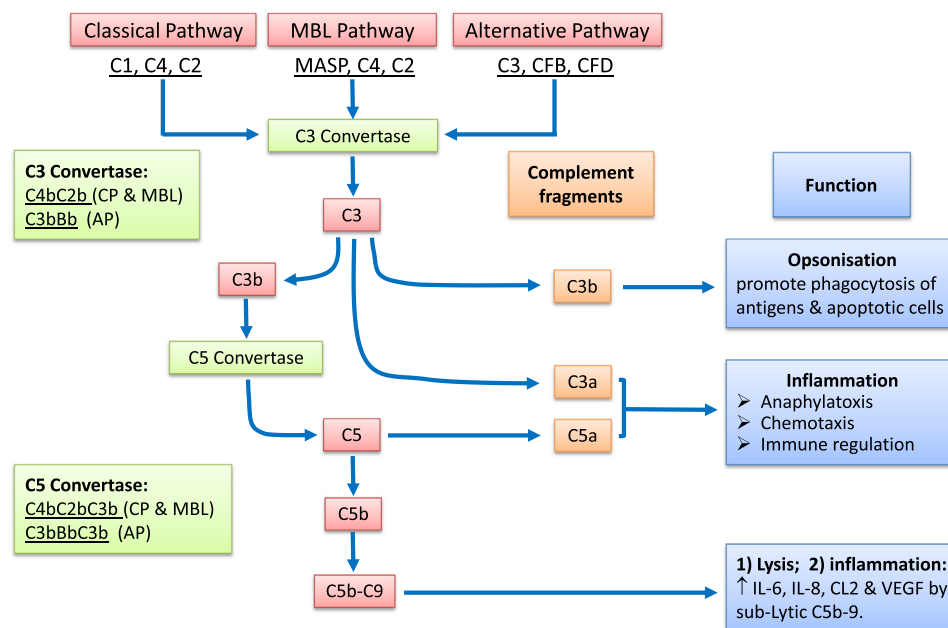 Classical Pathway
MBL Pathway
Alternative Pathway
C1, C4, C2
MASP, C4, C2
C3, CFB, CFD
C3 Convertase
C3 Convertase:
C4bC2b (CP & MBL)
C3bBb (AP)
Complement
fragments
Function
C3
Opsonisation
promote phagocytosis of
antigens & apoptotic cells
C3b
C3b
C5 Convertase
C3a
Inflammation
➢ Anaphylatoxis
➢ Chemotaxis
➢ Immune regulation
C5
C5a
C5 Convertase:
C4bC2bC3b (CP & MBL)
C3bBbC3b (AP)
C5b
C5b-C9
1) Lysis; 2) inflammation:
↑ IL-6, IL-8, CL2 & VEGF by
sub-Lytic C5b-9.